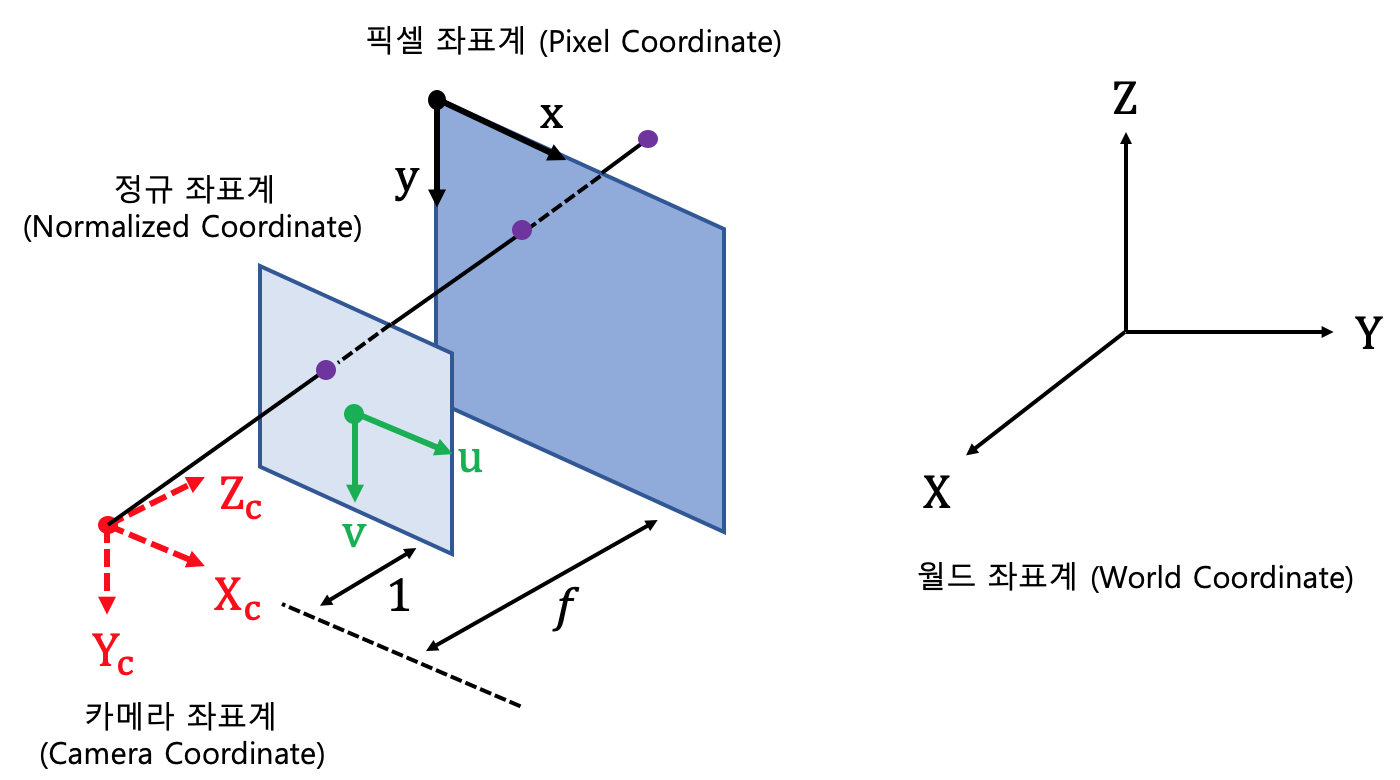 픽셀 좌표계 (Pixel Coordinate)
x
y
정규 좌표계
(Normalized Coordinate)
u
v
Zc
Xc
Yc
1
f
카메라 좌표계
(Camera Coordinate)
Z
Y
X
월드 좌표계 (World Coordinate)